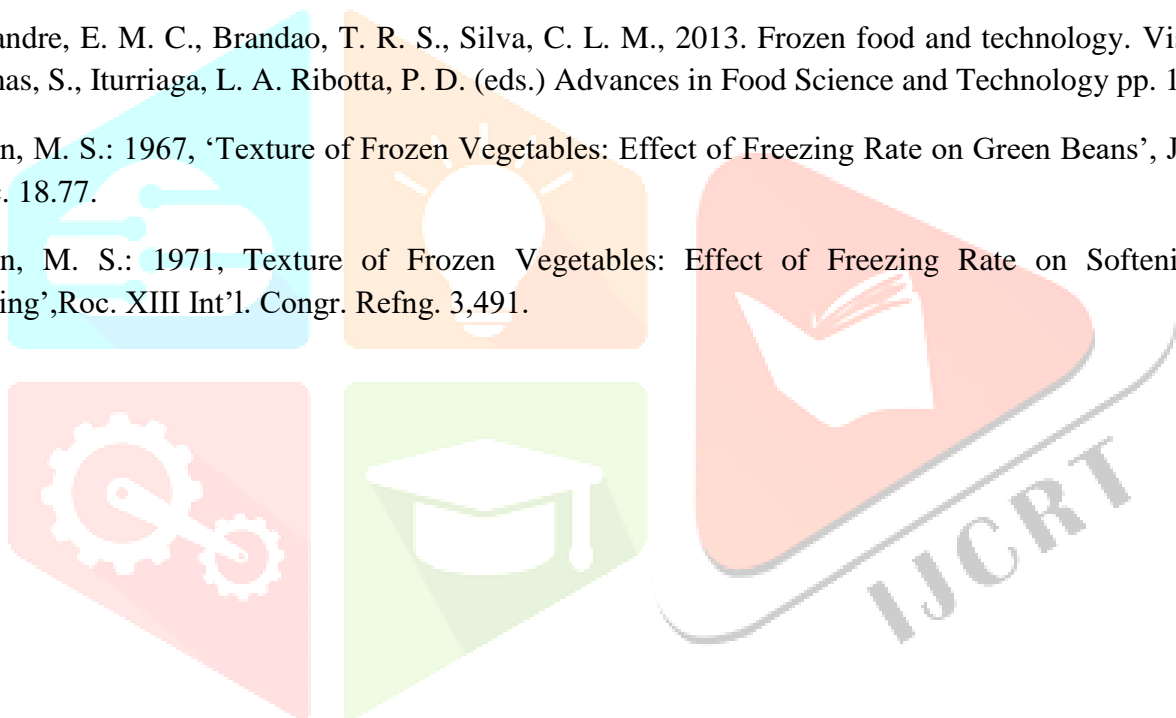 andre, E. M. C., Brandao, T. R. S., Silva, C. L. M., 2013. Frozen food and technology. Vi
nas, S., Iturriaga, L. A. Ribotta, P. D. (eds.) Advances in Food Science and Technology pp. 1
n, M. S.: 1967, ‘Texture of Frozen Vegetables: Effect of Freezing Rate on Green Beans’, J
. 18.77.
n, M. S.: 1971, Texture of Frozen Vegetables: Effect of Freezing Rate on Softeni
ing’,Roc. XIII Int’l. Congr. Refng. 3,491.
IJCRT